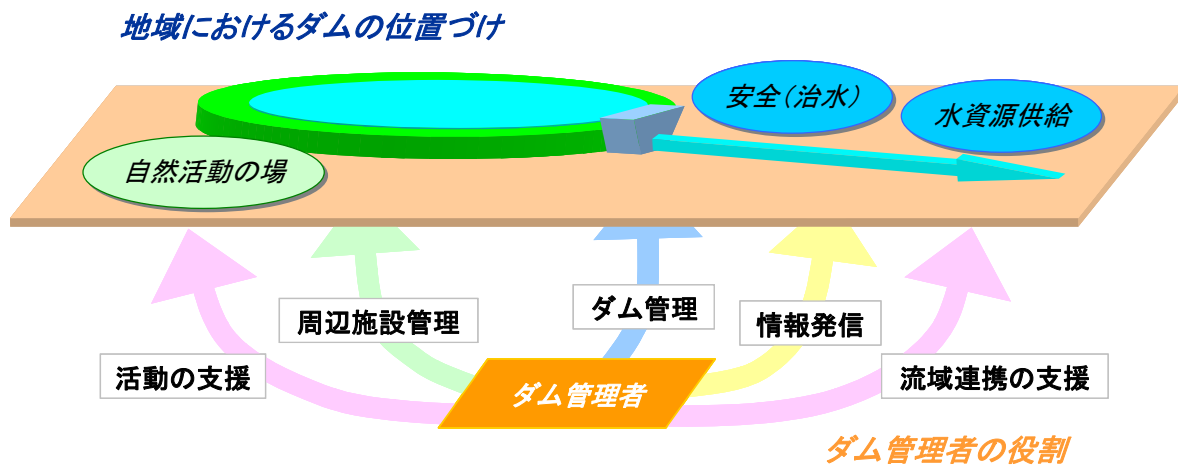 地域におけるダムの位置づけ
安全（治水）
水資源供給
自然活動の場
周辺施設管理
ダム管理
情報発信
活動の支援
ダム管理者
流域連携の支援
ダム管理者の役割